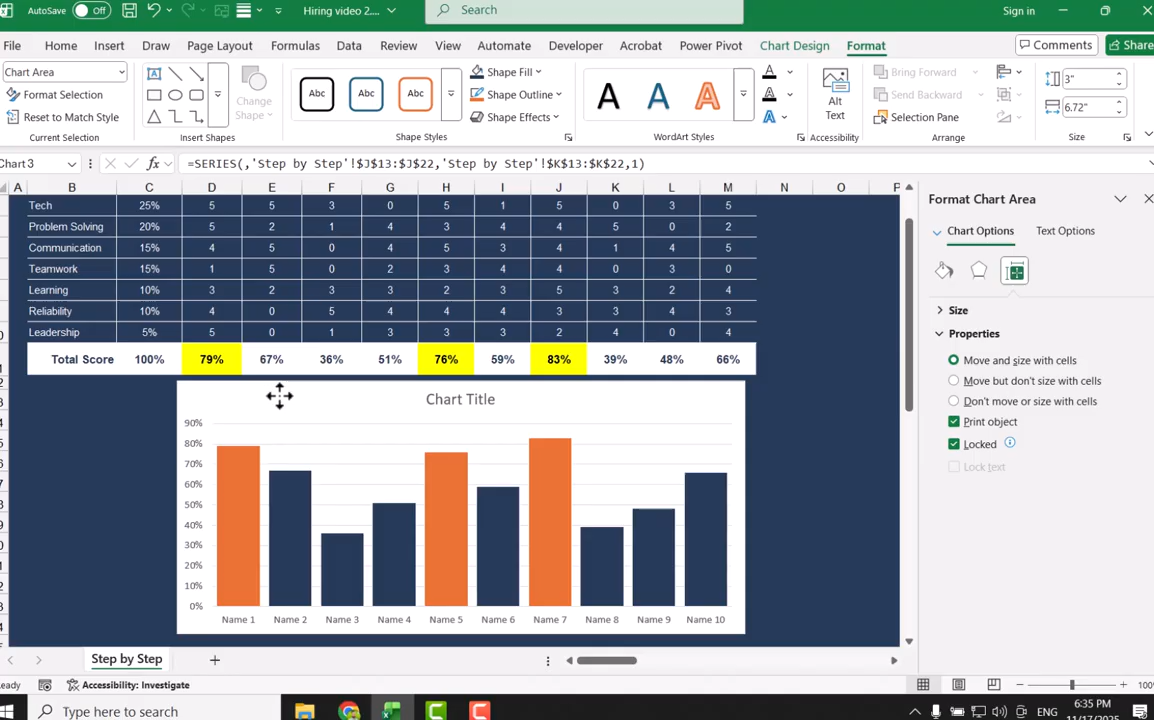 AutoSave Off Hiring video 2.... Search Sign in
File Home Insert Draw Page Layout Formulas Data Review View Automate Developer Acrobat Power Pivot Chart Design Format Comments Share
Chart Area
Format Selection
Reset to Match Style
Current Selection
Change
Shape
Insert Shapes
Abc Abc Abc
Shape Fill
Shape Outline
Shape Effects
Shape Styles
A A A
WordArt Styles
Alt
Text
Accessibility
Bring Forward
Send Backward
Selection Pane
Arrange
3"
6.72"
Size
Chart 3 fx =SERIES(,'Step by Step'!$J$13:$J$22,'Step by Step'!$K$13:$K$22,1)
A B C D E F G H I J K L M N O P
Tech 25% 5 5 3 0 5 1 5 0 3 5
Problem Solving 20% 5 2 1 4 3 4 4 5 0 2
Communication 15% 4 5 0 4 5 3 4 1 4 5
Teamwork 15% 1 5 0 2 3 4 4 0 3 0
Learning 10% 3 2 3 3 2 3 5 3 2 4
Reliability 10% 4 0 5 4 4 4 3 3 4 3
Leadership 5% 5 0 1 3 3 3 2 4 0 4
Total Score 100% 79% 67% 36% 51% 76% 59% 83% 39% 48% 66%
Chart Title
90%
80%
70%
60%
50%
40%
30%
20%
10%
0%
Name 1 Name 2 Name 3 Name 4 Name 5 Name 6 Name 7 Name 8 Name 9 Name 10
Format Chart Area
Chart Options Text Options
Size
Properties
Move and size with cells
Move but don't size with cells
Don't move or size with cells
Print object
Locked
Lock text
Step by Step
Accessibility: Investigate
Type here to search
ENG
6:35 PM